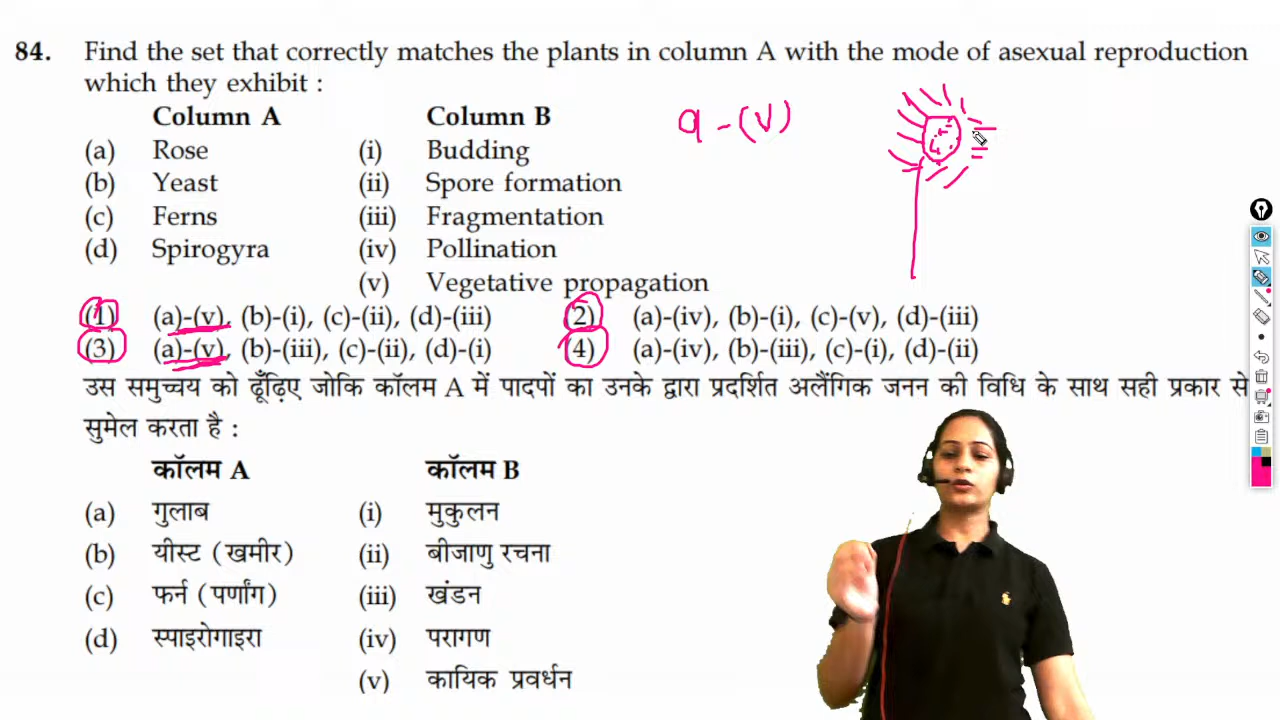 84. Find the set that correctly matches the plants in column A with the mode of asexual reproduction
which they exhibit :
Column A Column B
(a) Rose (i) Budding
(b) Yeast (ii) Spore formation
(c) Ferns (iii) Fragmentation
(d) Spirogyra (iv) Pollination
(v) Vegetative propagation
a - (v)
(1) (a)-(v), (b)-(i), (c)-(ii), (d)-(iii) (2) (a)-(iv), (b)-(i), (c)-(v), (d)-(iii)
(3) (a)-(v), (b)-(iii), (c)-(ii), (d)-(i) (4) (a)-(iv), (b)-(iii), (c)-(i), (d)-(ii)
उस समुच्चय को ढूँढ़िए जोकि कॉलम A में पादपों का उनके द्वारा प्रदर्शित अलैंगिक जनन की विधि के साथ सही प्रकार से
सुमेल करता है :
कॉलम A कॉलम B
(a) गुलाब (i) मुकुलन
(b) यीस्ट (खमीर) (ii) बीजाणु रचना
(c) फर्न (पर्णांग) (iii) खंडन
(d) स्पाइरोगाइरा (iv) परागण
(v) कायिक प्रवर्धन